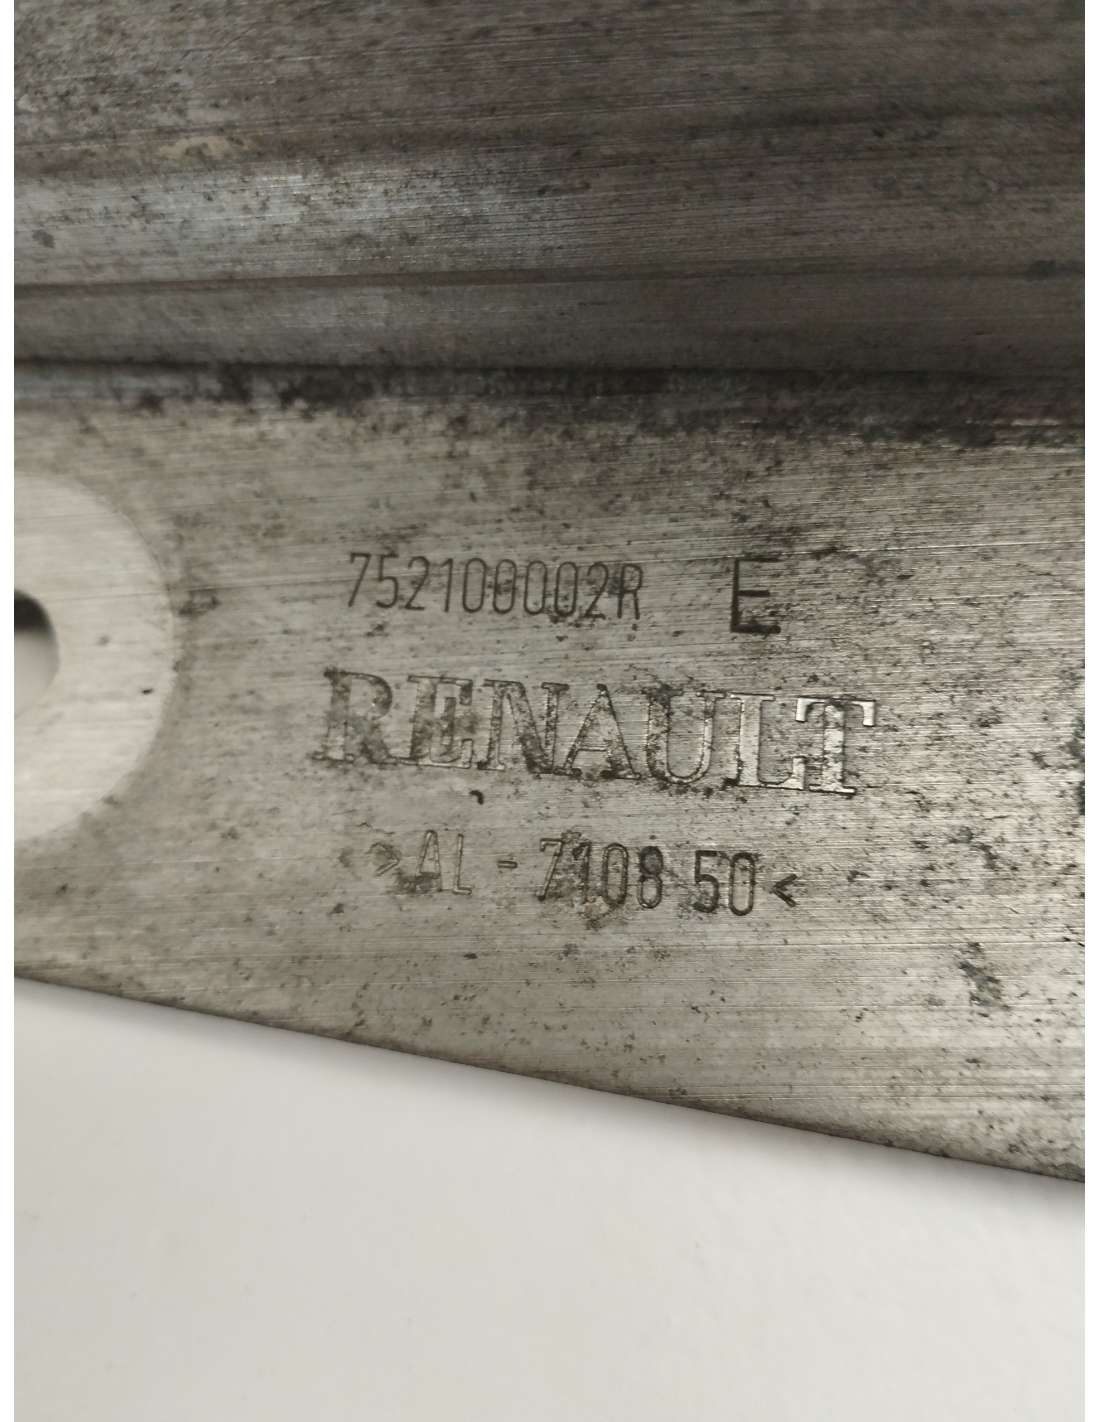 752100002R E
RENAULT
>AL-7108 50<